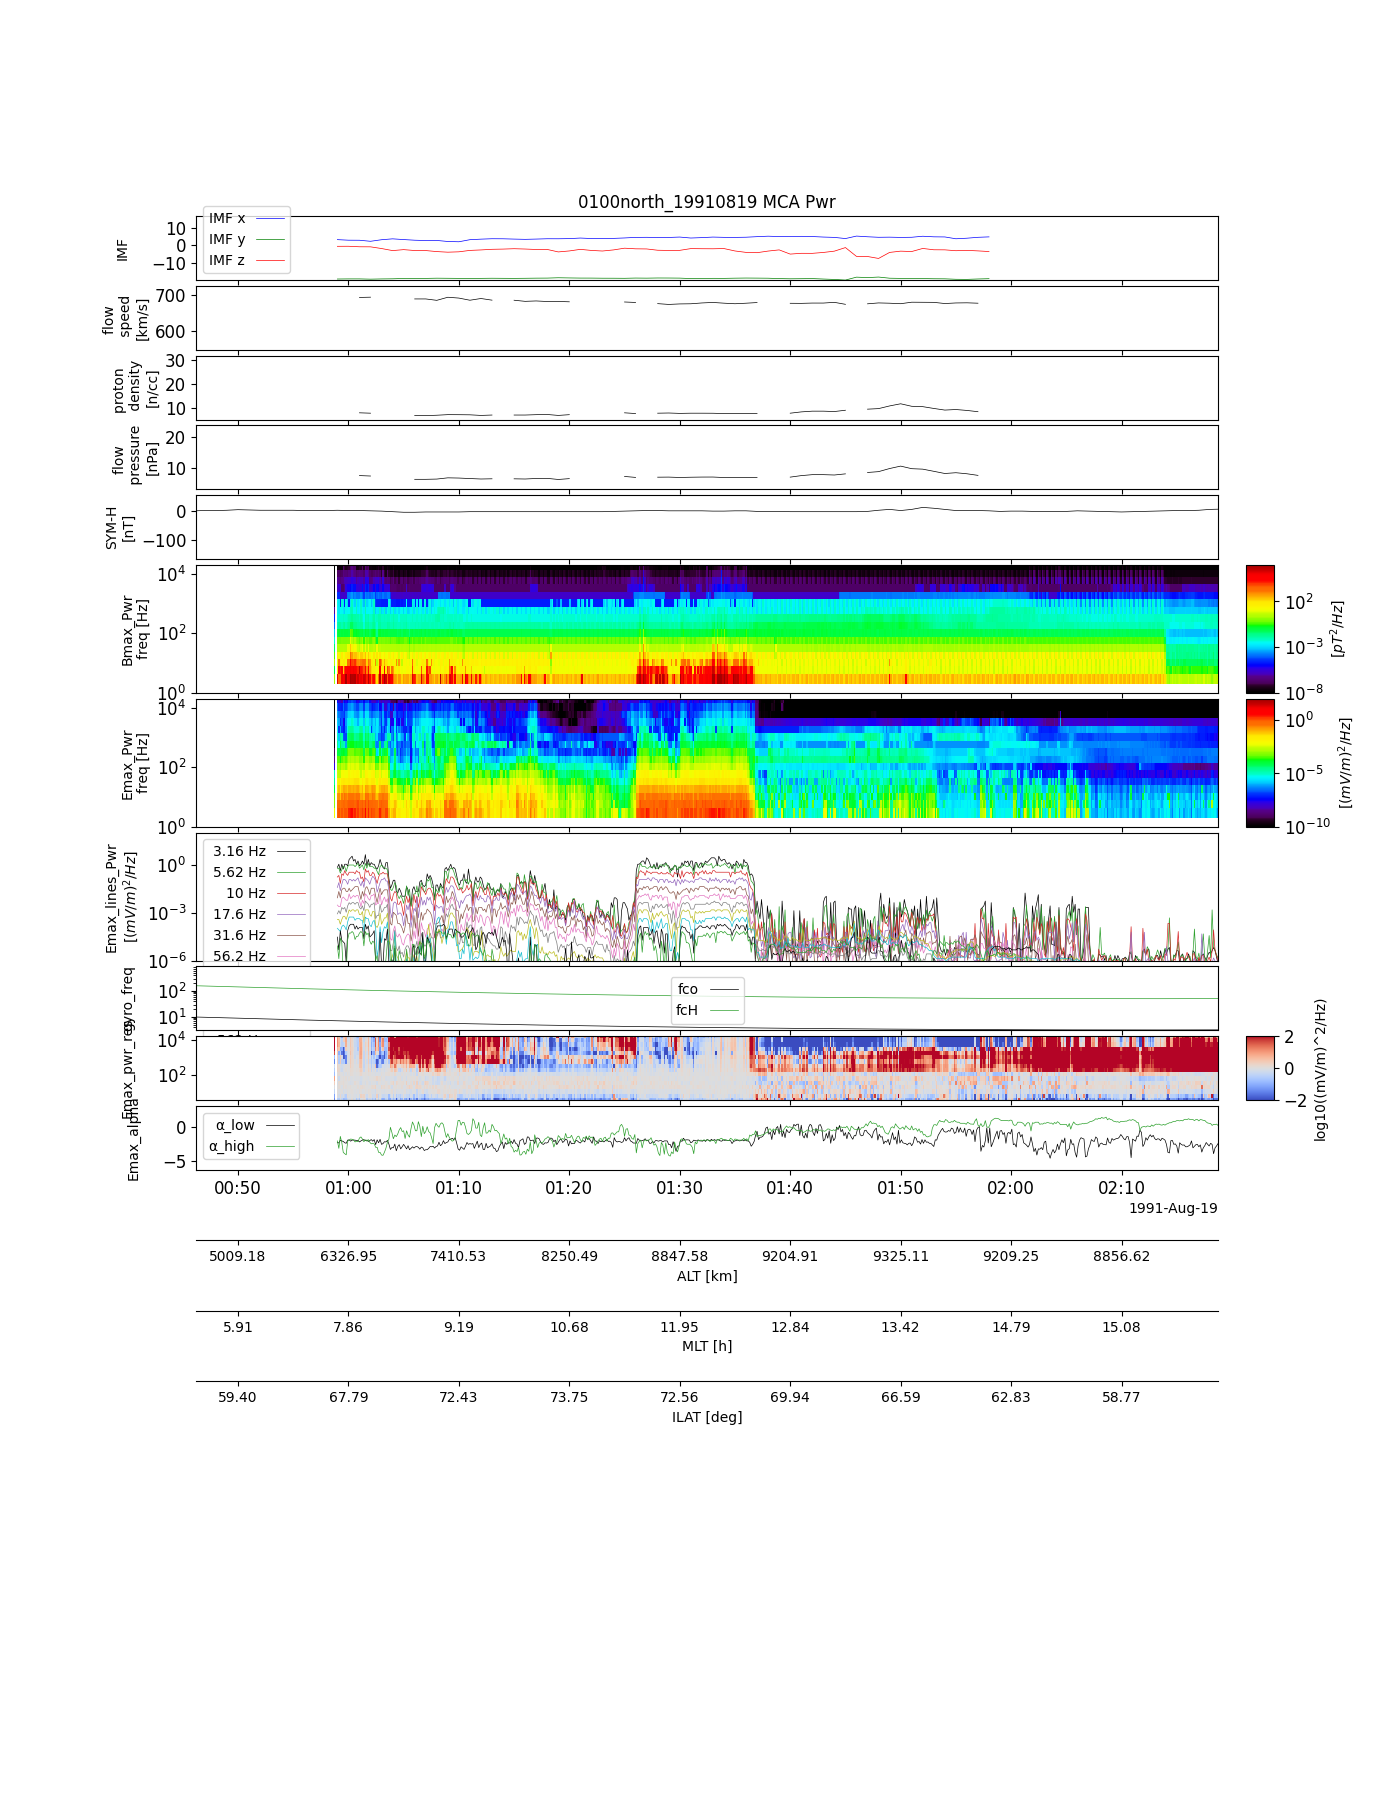 0100north_19910819 MCA Pwr
IMF x
IMF y
IMF z
10
0
−10
IMF
700
600
flow
speed
[km/s]
30
20
10
proton
density
[n/cc]
20
10
flow
pressure
[nPa]
0
−100
SYM-H
[nT]
10^4
10^2
10^0
Bmax_Pwr
freq [Hz]
10^2
10^−3
10^−8
[pT^2/Hz]
10^4
10^2
10^0
Emax_Pwr
freq [Hz]
10^0
10^−5
10^−10
[(mV/m)^2/Hz]
3.16 Hz
5.62 Hz
10 Hz
17.6 Hz
31.6 Hz
56.2 Hz
10^0
10^−3
10^−6
Emax_lines_Pwr
[(mV/m)^2/Hz]
10^2
10^1
gyro_freq
fco
fcH
10^4
10^2
Emax_pwr_reg
2
0
−2
log10((mV/m)^2/Hz)
α_low
α_high
0
−5
Emax_alpha
00:50 01:00 01:10 01:20 01:30 01:40 01:50 02:00 02:10
1991-Aug-19
5009.18 6326.95 7410.53 8250.49 8847.58 9204.91 9325.11 9209.25 8856.62
ALT [km]
5.91 7.86 9.19 10.68 11.95 12.84 13.42 14.79 15.08
MLT [h]
59.40 67.79 72.43 73.75 72.56 69.94 66.59 62.83 58.77
ILAT [deg]